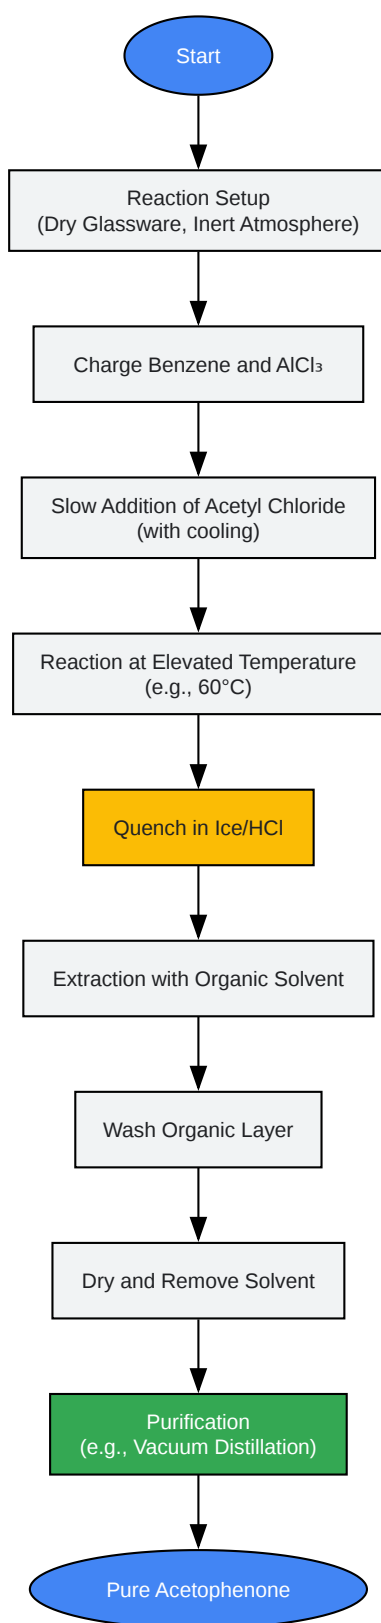 Start
Reaction Setup
(Dry Glassware, Inert Atmosphere)
Charge Benzene and AlCl₃
Slow Addition of Acetyl Chloride
(with cooling)
Reaction at Elevated Temperature
(e.g., 60°C)
Quench in Ice/HCl
Extraction with Organic Solvent
Wash Organic Layer
Dry and Remove Solvent
Purification
(e.g., Vacuum Distillation)
Pure Acetophenone